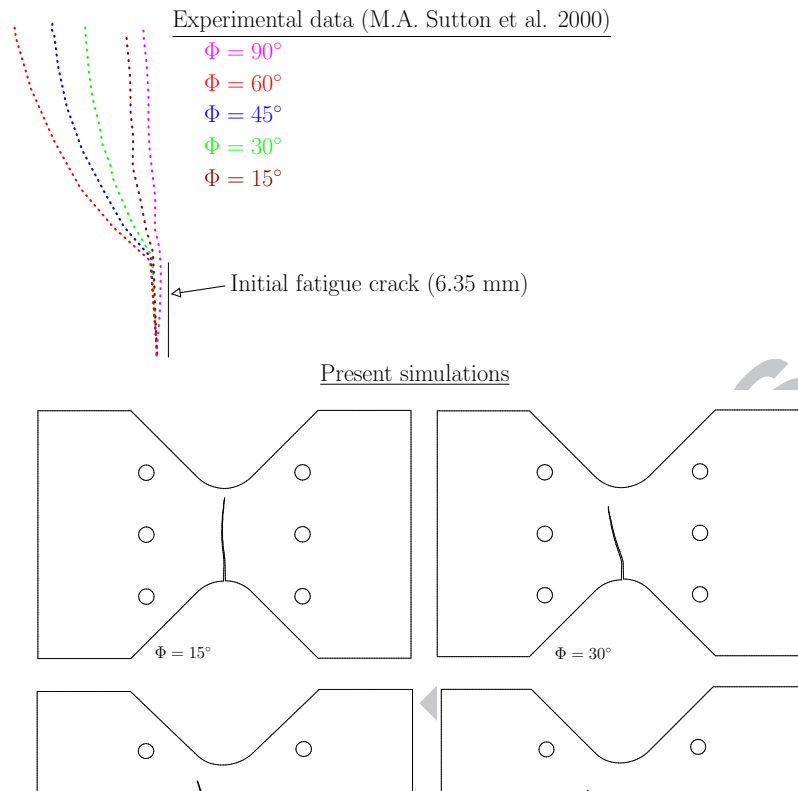 Experimental data (M.A. Sutton et al. 2000)
Φ = 90°
Φ = 60°
Φ = 45°
Φ = 30°
Φ = 15°
Initial fatigue crack (6.35 mm)
Present simulations
Φ = 15°
Φ = 30°